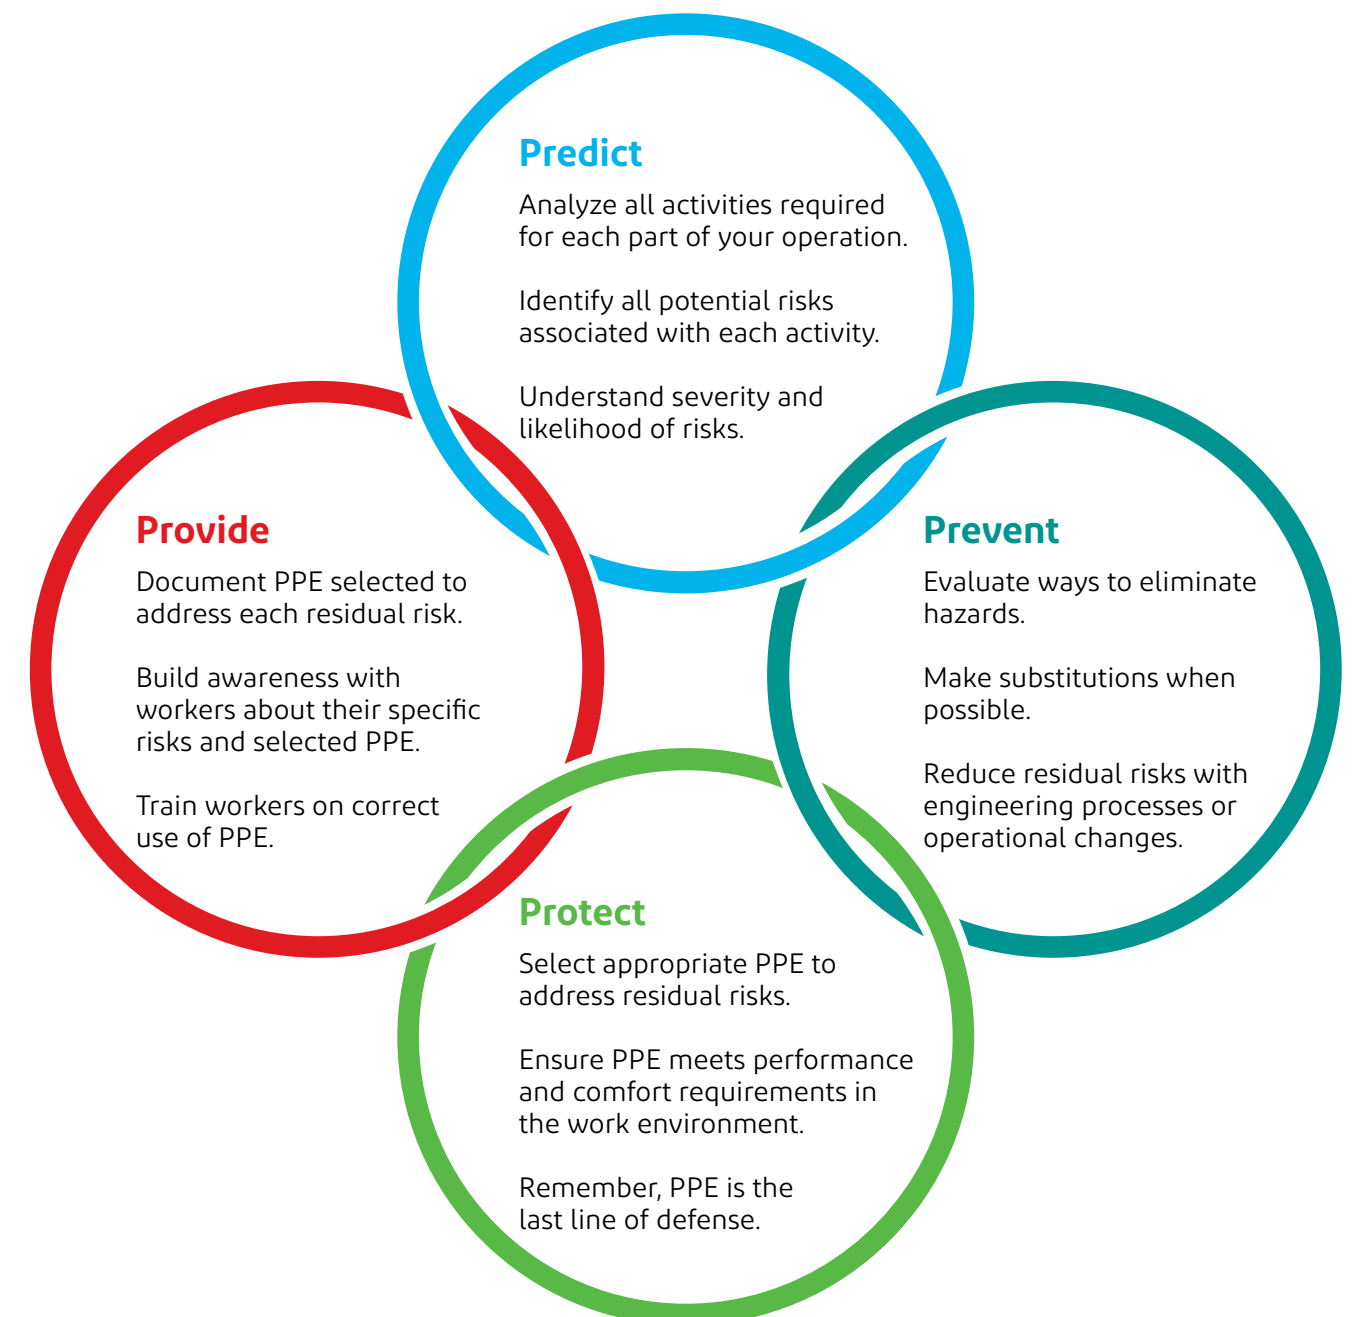 Predict
Analyze all activities required
for each part of your operation.
Identify all potential risks
associated with each activity.
Understand severity and
likelihood of risks.
Provide
Document PPE selected to
address each residual risk.
Build awareness with
workers about their specific
risks and selected PPE.
Train workers on correct
use of PPE.
Prevent
Evaluate ways to eliminate
hazards.
Make substitutions when
possible.
Reduce residual risks with
engineering processes or
operational changes.
Protect
Select appropriate PPE to
address residual risks.
Ensure PPE meets performance
and comfort requirements in
the work environment.
Remember, PPE is the
last line of defense.